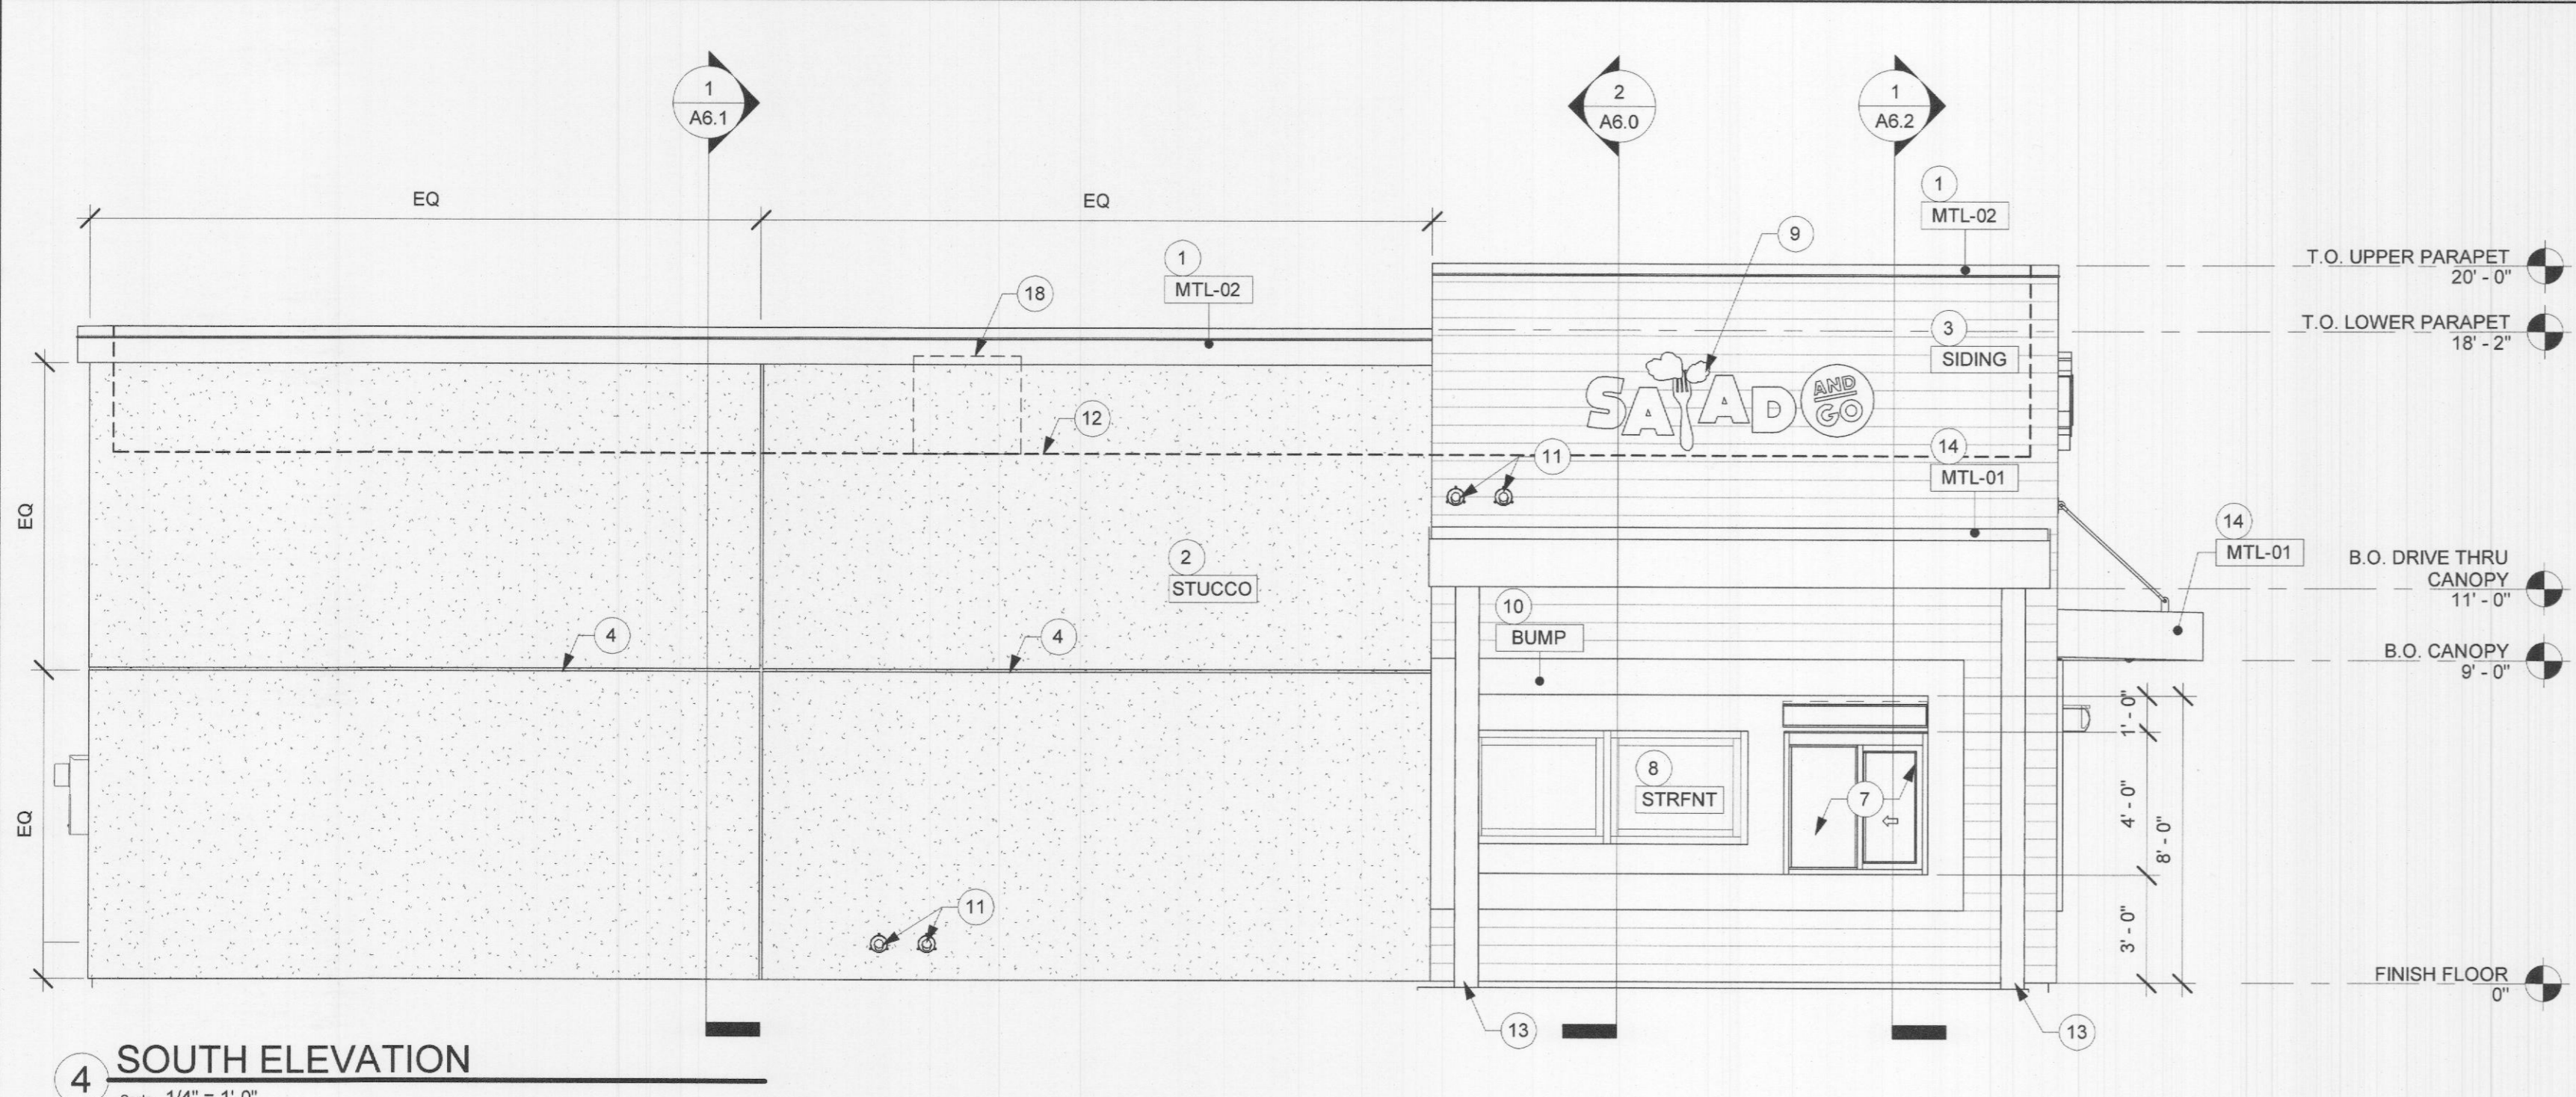 1
A6.1
2
A6.0
1
A6.2
EQ
EQ
1
MTL-02
9
1
MTL-02
18
T.O. UPPER PARAPET
20' - 0"
T.O. LOWER PARAPET
18' - 2"
3
SIDING
SALAD
AND
GO
12
14
MTL-01
11
EQ
2
STUCCO
14
MTL-01
B.O. DRIVE THRU
CANOPY
11' - 0"
10
BUMP
4
4
B.O. CANOPY
9' - 0"
1' - 0"
8
STRFNT
7
4' - 0"
8' - 0"
EQ
11
3' - 0"
FINISH FLOOR
0"
13
13
4
SOUTH ELEVATION
1/4" = 1'-0"